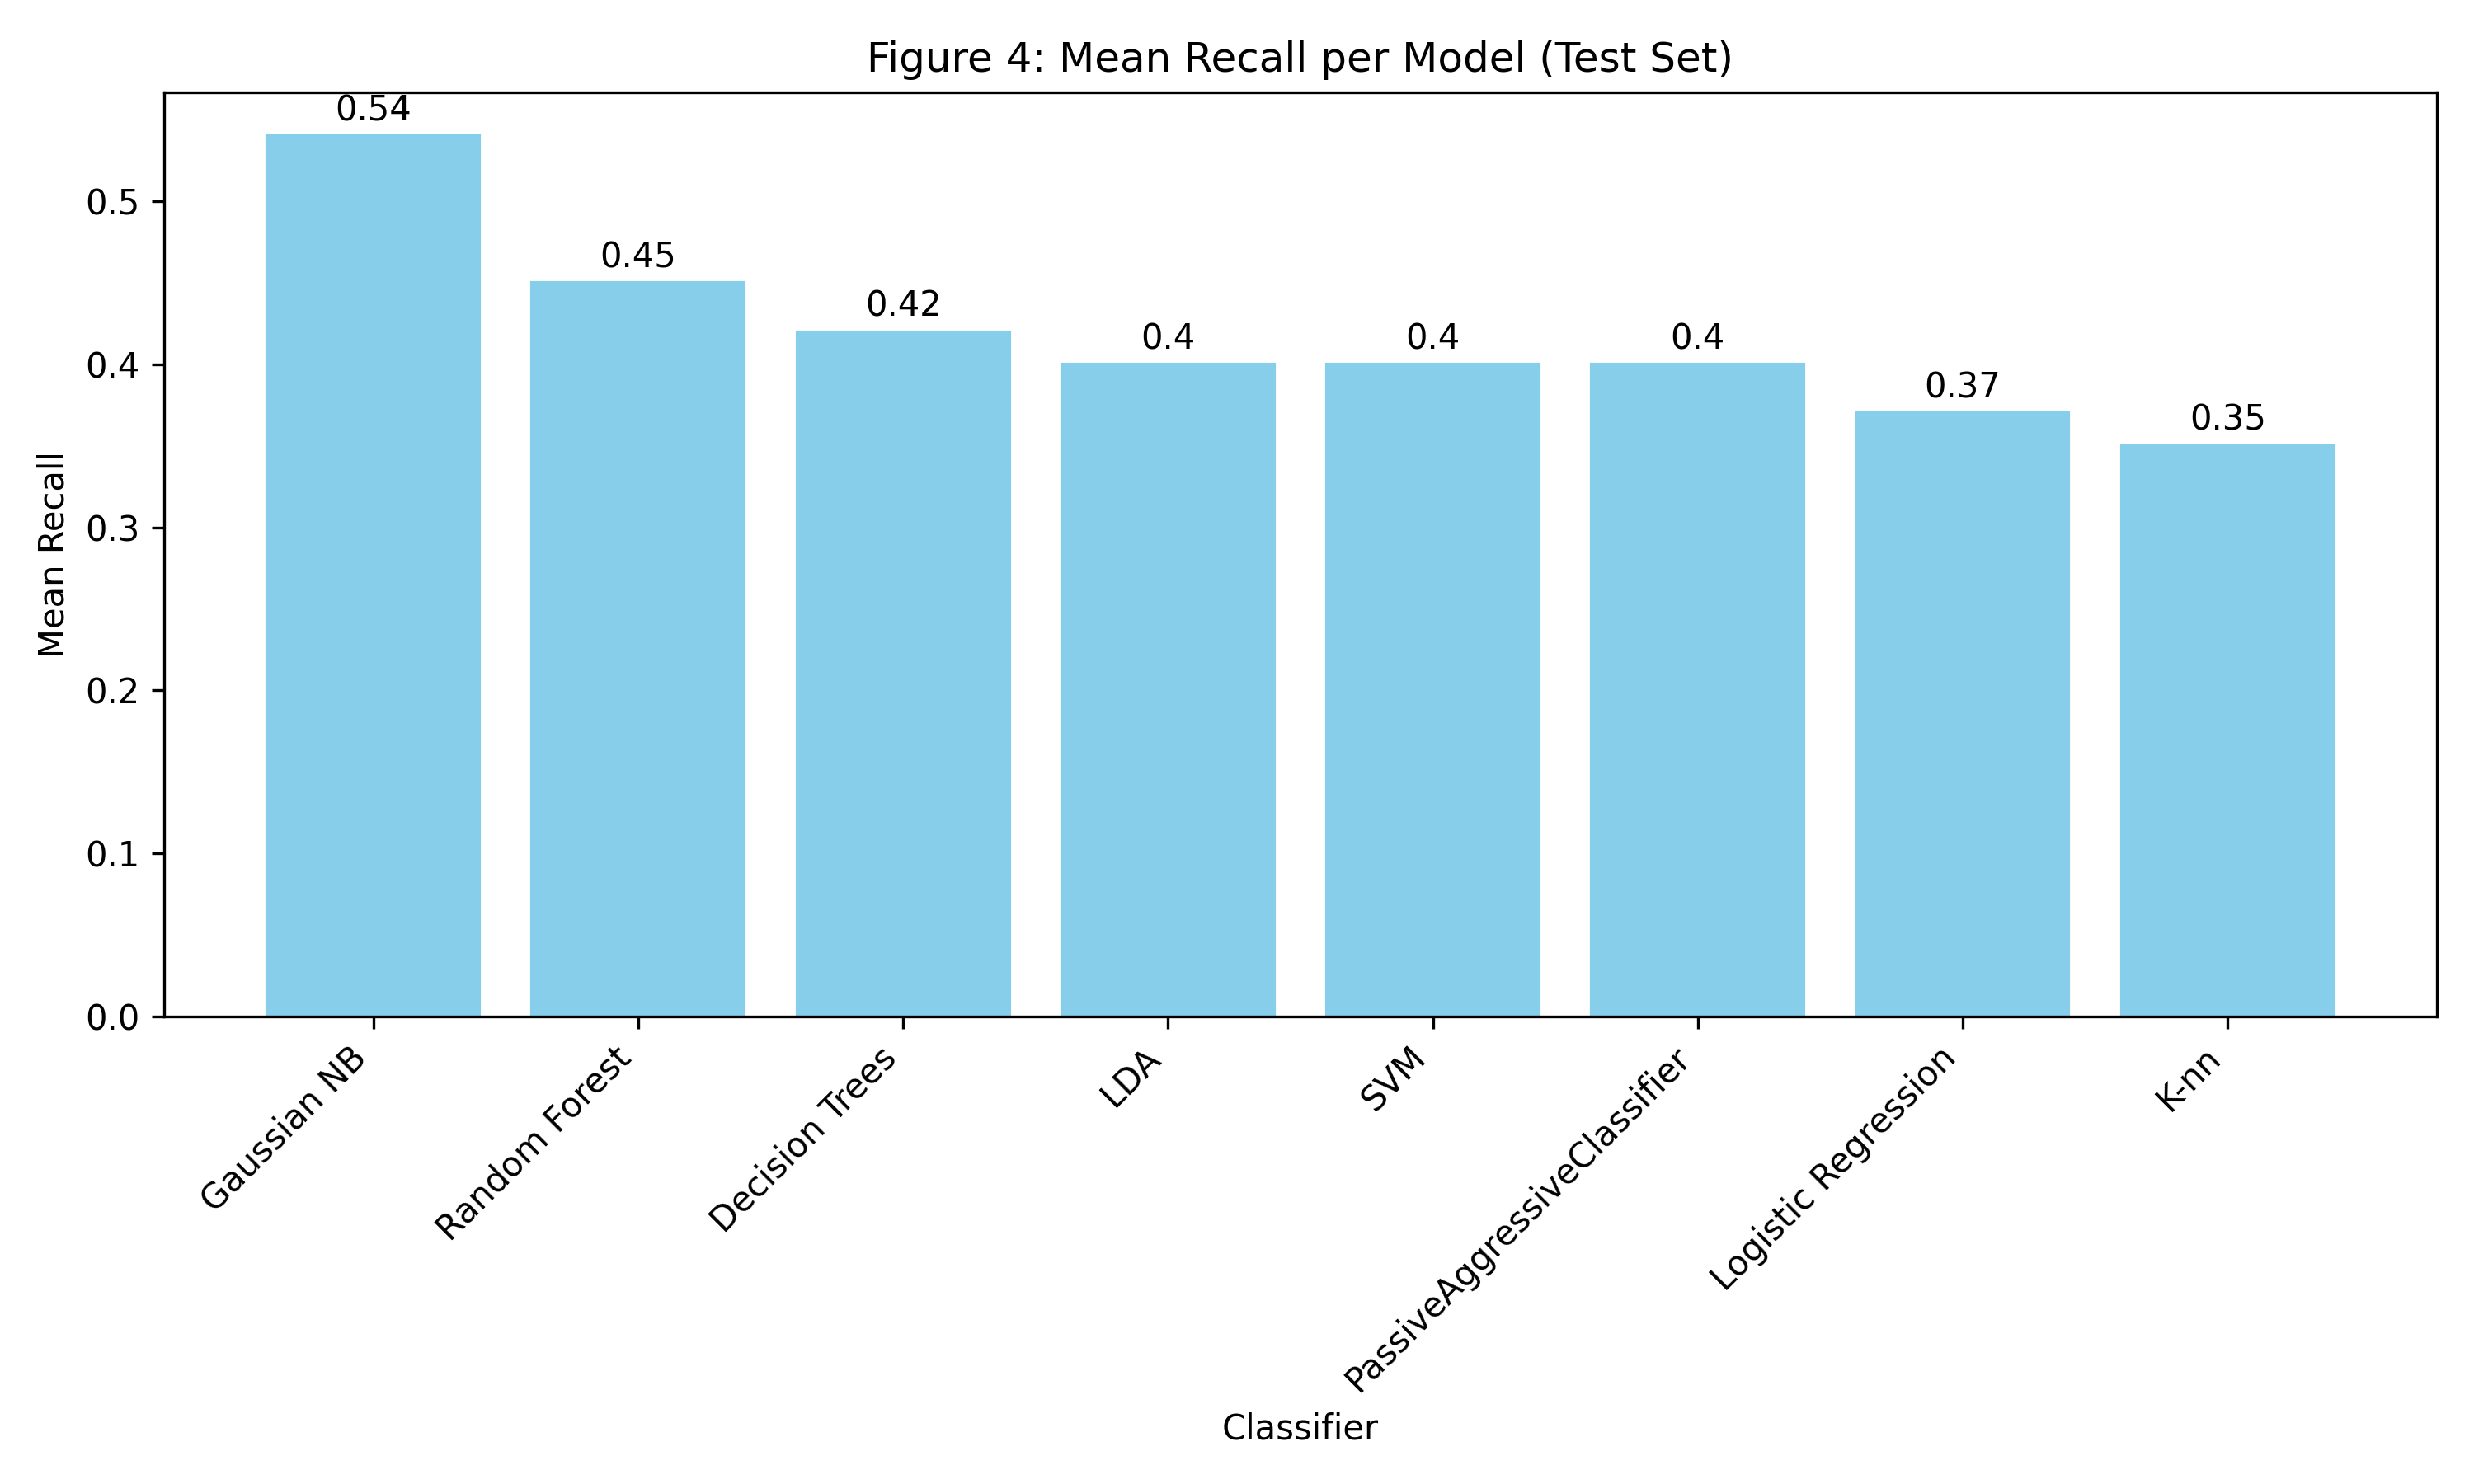 Figure 4: Mean Recall per Model (Test Set)
0.54
0.45
0.42
0.4
0.4
0.4
0.37
0.35
Mean Recall
0.5
0.4
0.3
0.2
0.1
0.0
Gaussian NB
Random Forest
Decision Trees
LDA
SVM
PassiveAggressiveClassifier
Logistic Regression
K-nn
Classifier